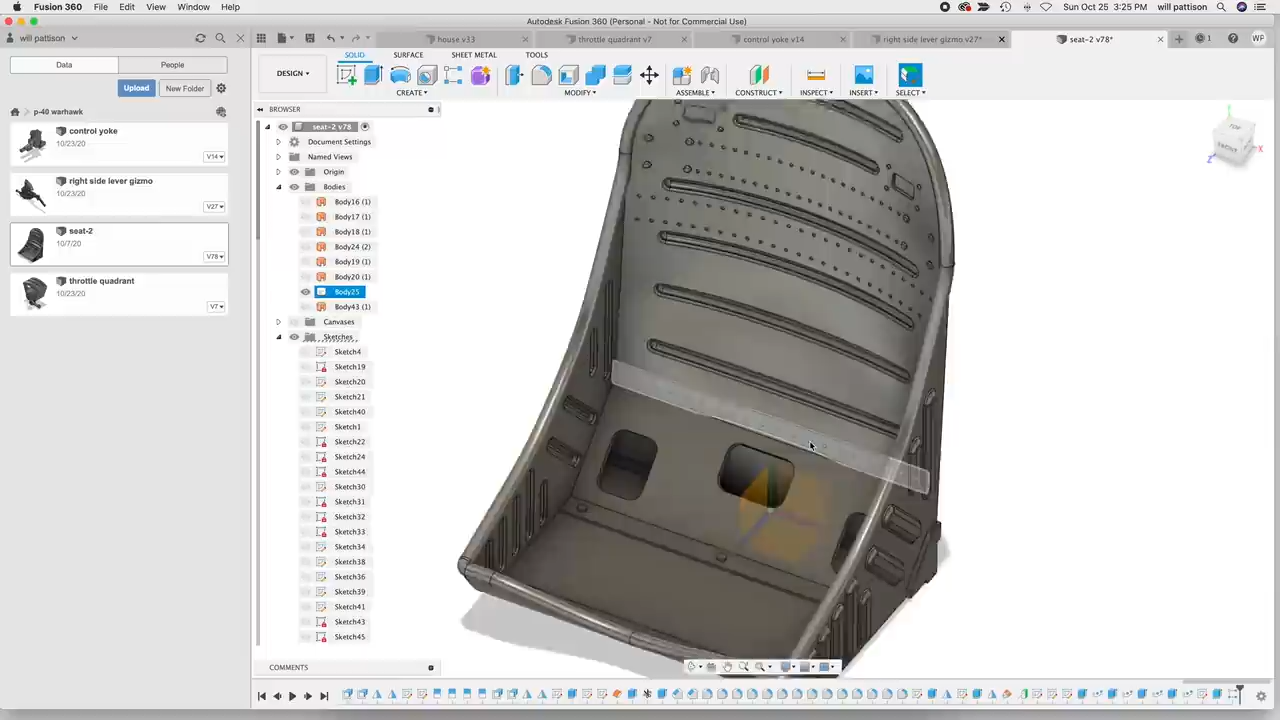 Fusion 360 File Edit View Window Help Sun Oct 25 3:25 PM will pattison
Autodesk Fusion 360 (Personal - Not for Commercial Use)
will pattison
house v33
throttle quadrant v7
control yoke v14
right side lever gizmo v27*
seat-2 v78*
1
WP
Data People
Upload New Folder
p-40 warhawk
control yoke
10/23/20
V14
right side lever gizmo
10/23/20
V27
seat-2
10/7/20
V78
throttle quadrant
10/23/20
V7
DESIGN
SOLID SURFACE SHEET METAL TOOLS
CREATE MODIFY ASSEMBLE CONSTRUCT INSPECT INSERT SELECT
BROWSER
seat-2 v78
Document Settings
Named Views
Origin
Bodies
Body16 (1)
Body17 (1)
Body18 (1)
Body24 (2)
Body19 (1)
Body20 (1)
Body25
Body43 (1)
Canvases
Sketches
Sketch4
Sketch19
Sketch20
Sketch21
Sketch40
Sketch1
Sketch22
Sketch24
Sketch44
Sketch30
Sketch31
Sketch32
Sketch33
Sketch34
Sketch38
Sketch36
Sketch39
Sketch41
Sketch43
Sketch45
COMMENTS
Y
TOP
FRONT
X
Z